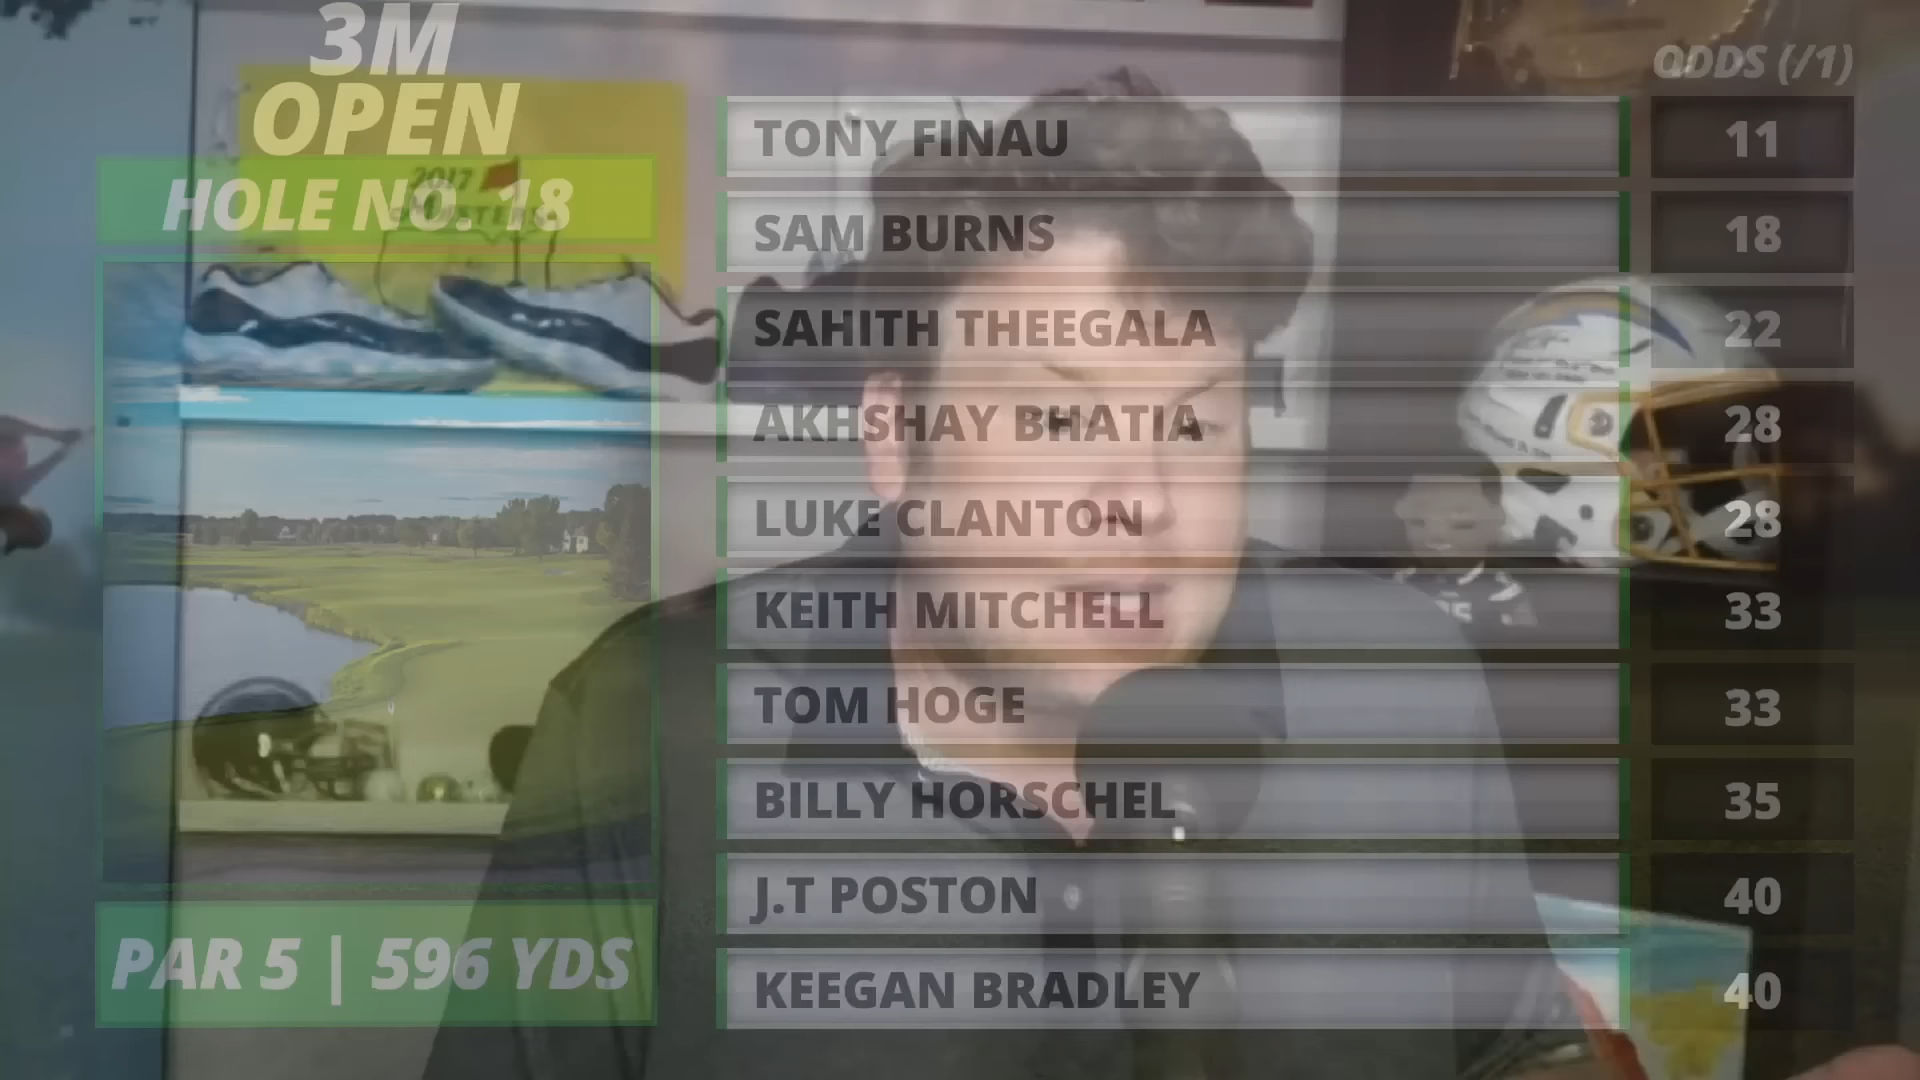 3M
OPEN
HOLE NO. 18
2017
MASTERS
PAR 5 | 596 YDS
ODDS (/1)
TONY FINAU 11
SAM BURNS 18
SAHITH THEEGALA 22
AKHSHAY BHATIA 28
LUKE CLANTON 28
KEITH MITCHELL 33
TOM HOGE 33
BILLY HORSCHEL 35
J.T POSTON 40
KEEGAN BRADLEY 40